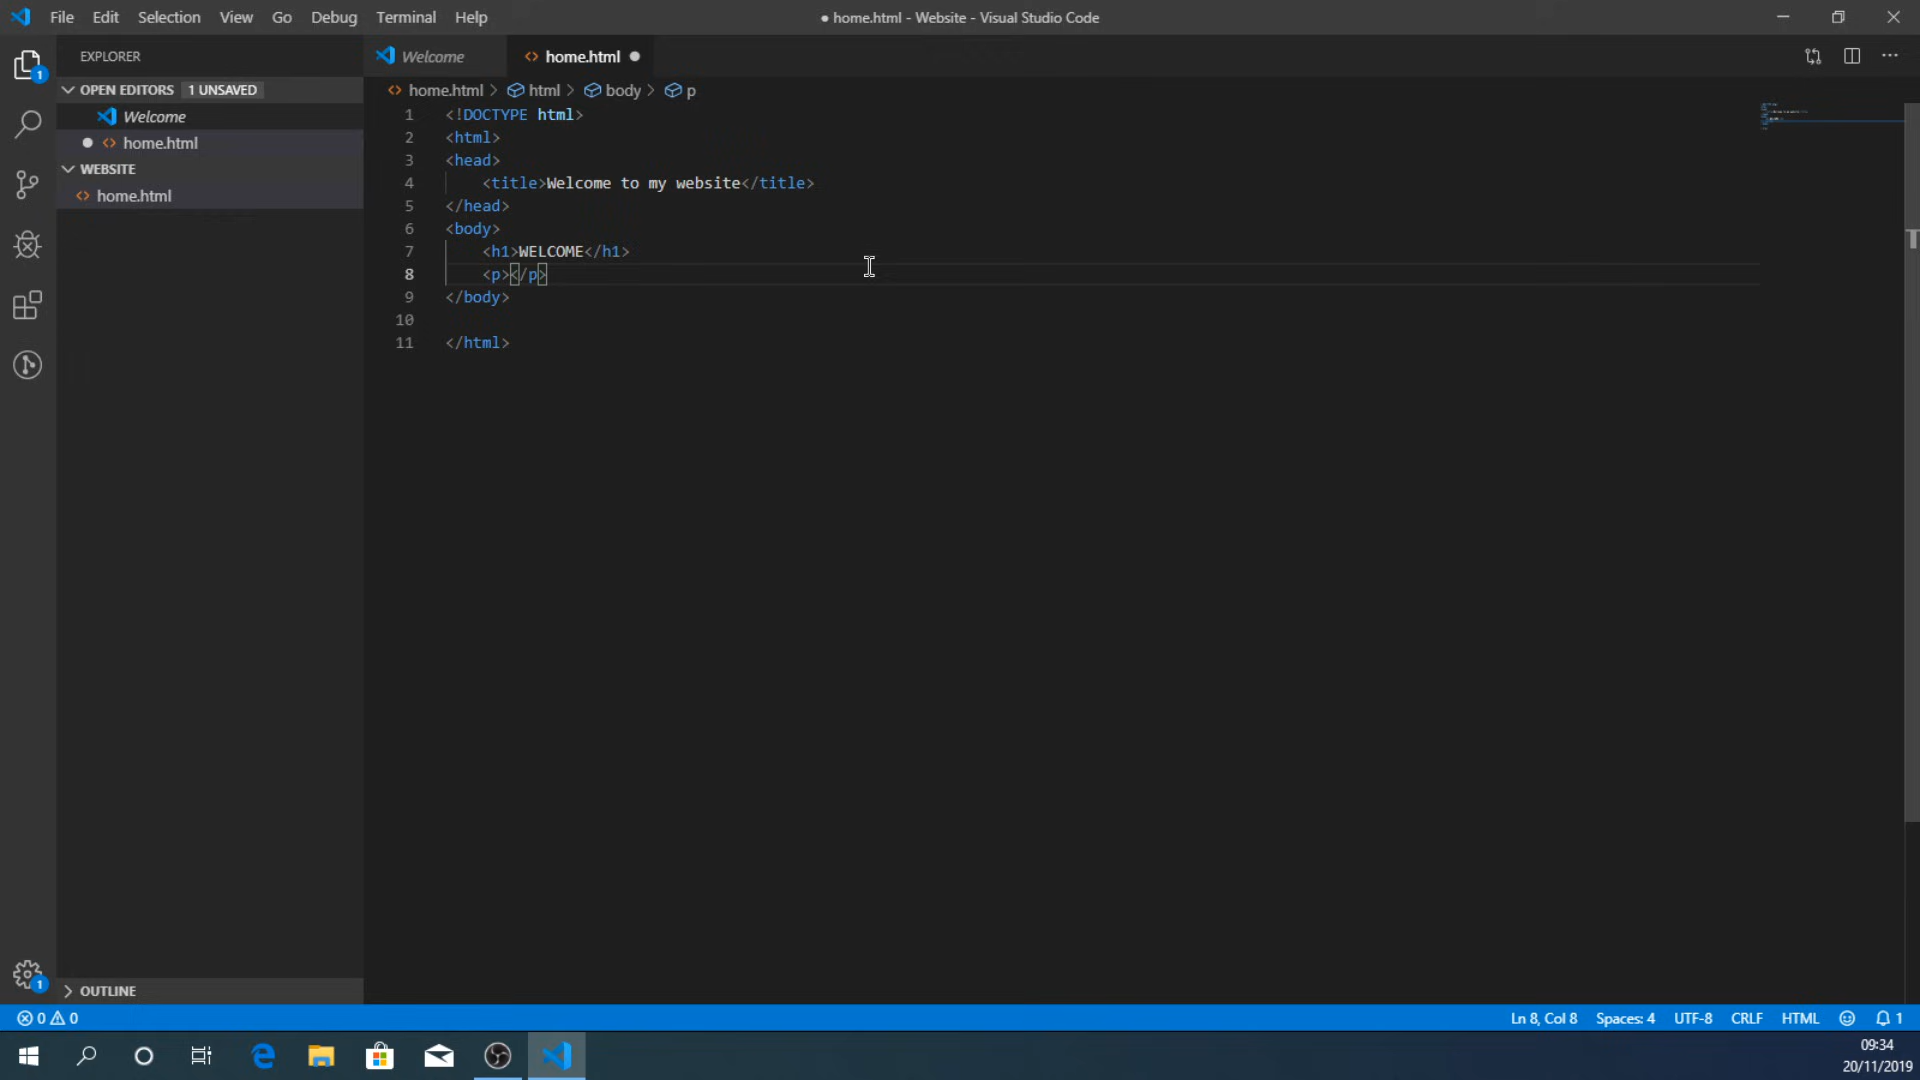 File Edit Selection View Go Debug Terminal Help
● home.html - Website - Visual Studio Code
EXPLORER
OPEN EDITORS 1 UNSAVED
Welcome
home.html
WEBSITE
home.html
OUTLINE
1
1
Welcome
home.html
home.html > html > body > p
1 <!DOCTYPE html>
2 <html>
3 <head>
4 <title>Welcome to my website</title>
5 </head>
6 <body>
7 <h1>WELCOME</h1>
8 <p></p>
9 </body>
10
11 </html>
0 0
Ln 8, Col 8 Spaces: 4 UTF-8 CRLF HTML 1
09:34
20/11/2019